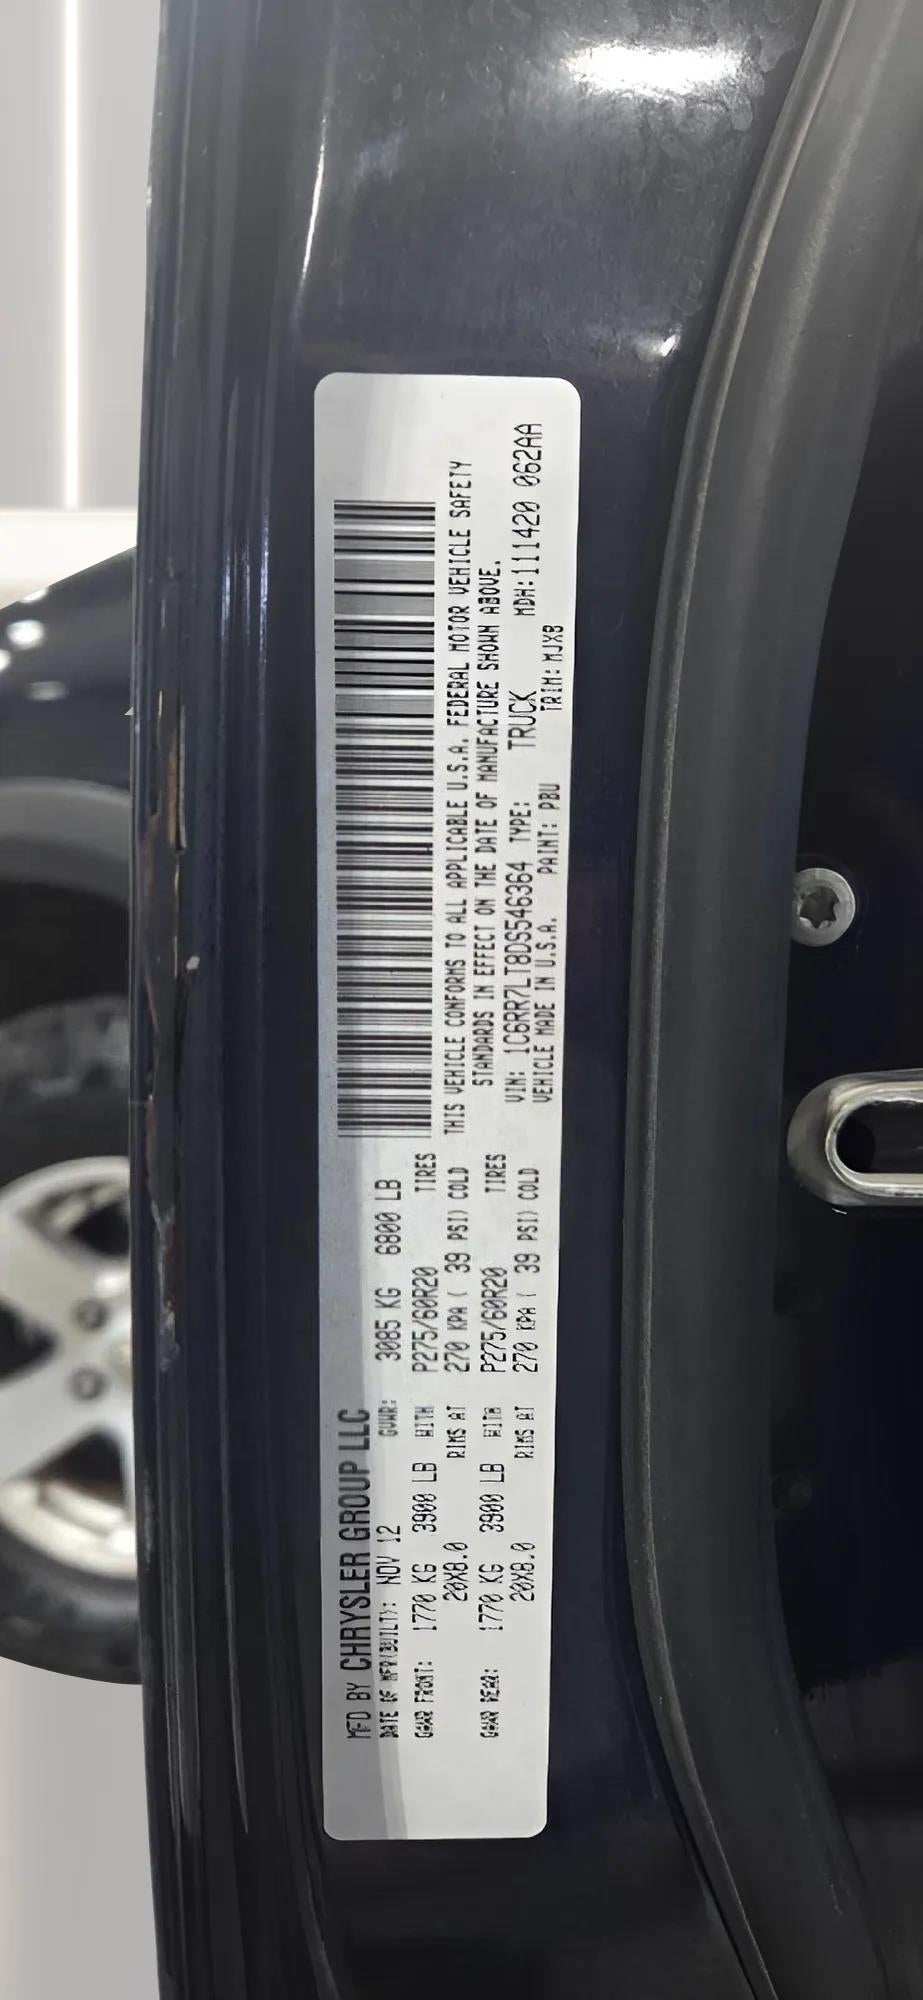 MFD BY CHRYSLER GROUP LLC
DATE OF MFR(BUILT): NOV 12 GVWR: 3085 KG 6800 LB
GAWR FRONT: 1770 KG 3900 LB WITH P275/60R20 TIRES
20X8.0 RIMS AT 270 KPA ( 39 PSI) COLD
GAWR REAR: 1770 KG 3900 LB WITH P275/60R20 TIRES
20X8.0 RIMS AT 270 KPA ( 39 PSI) COLD
THIS VEHICLE CONFORMS TO ALL APPLICABLE U.S.A. FEDERAL MOTOR VEHICLE SAFETY
STANDARDS IN EFFECT ON THE DATE OF MANUFACTURE SHOWN ABOVE.
VIN: 1C6RR7LT8DS546364 TYPE: TRUCK MDH:111420 062AA
VEHICLE MADE IN U.S.A. PAINT: PBU TRIM: MJX8